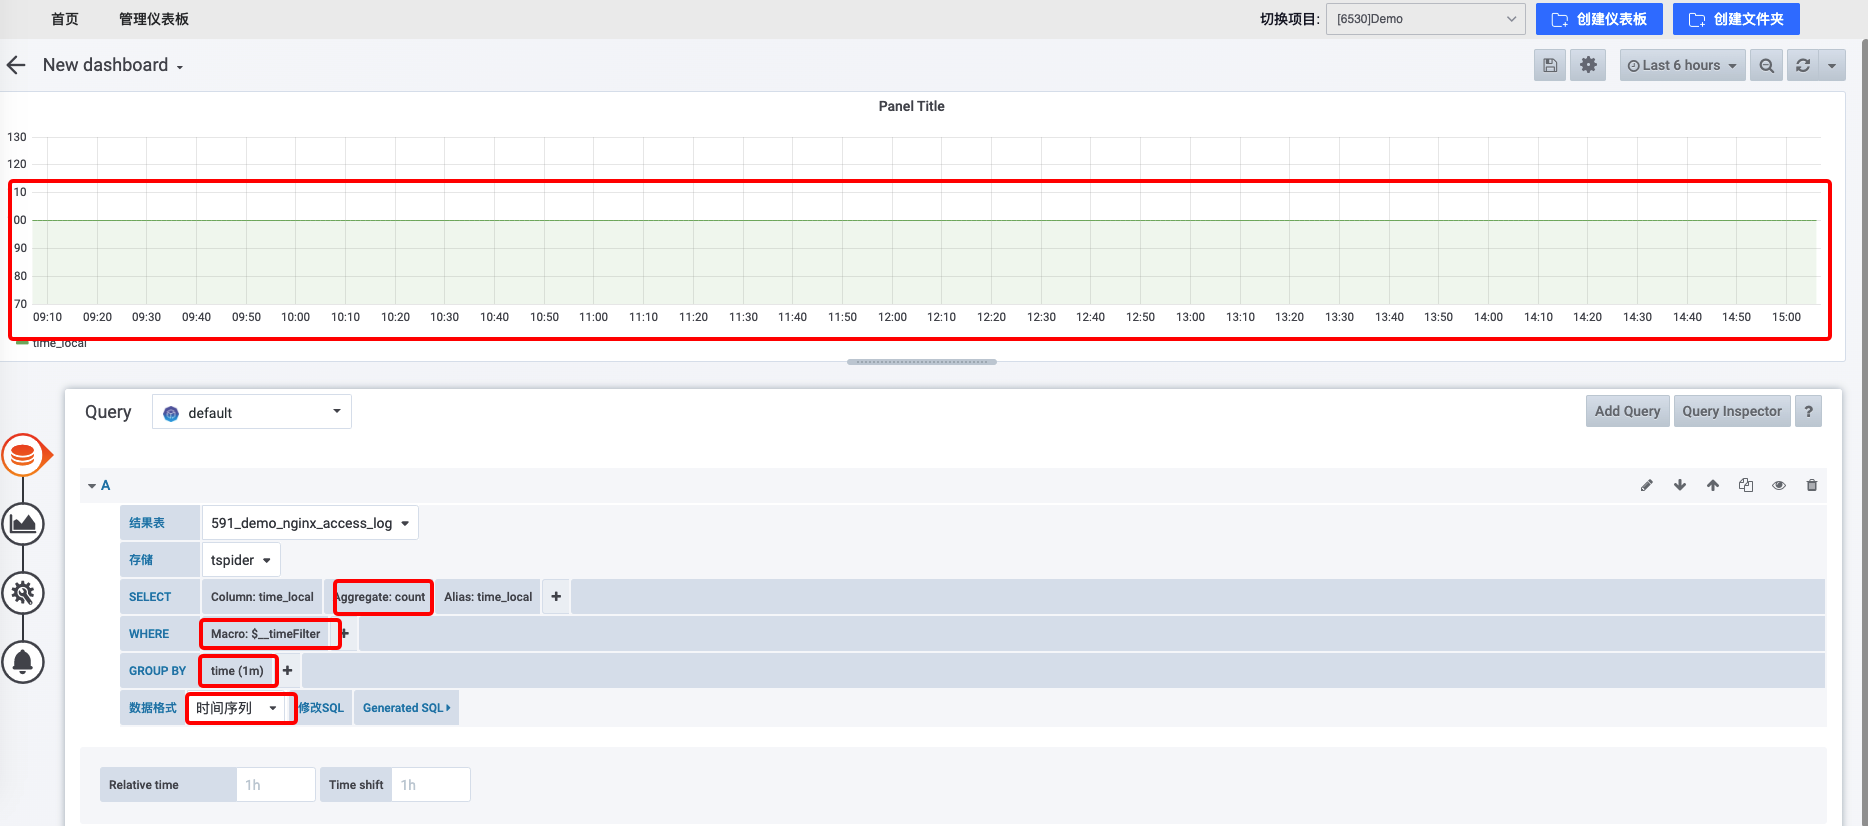 首页 管理仪表板 切换项目: [6530]Demo 创建仪表板 创建文件夹
New dashboard Last 6 hours
Panel Title
130
120
10
00
90
80
70
09:10 09:20 09:30 09:40 09:50 10:00 10:10 10:20 10:30 10:40 10:50 11:00 11:10 11:20 11:30 11:40 11:50 12:00 12:10 12:20 12:30 12:40 12:50 13:00 13:10 13:20 13:30 13:40 13:50 14:00 14:10 14:20 14:30 14:40 14:50 15:00
time_local
Query default Add Query Query Inspector ?
A
结果表 591_demo_nginx_access_log
存储 tspider
SELECT Column: time_local Aggregate: count Alias: time_local +
WHERE Macro: $__timeFilter +
GROUP BY time (1m) +
数据格式 时间序列 修改SQL Generated SQL
Relative time 1h Time shift 1h